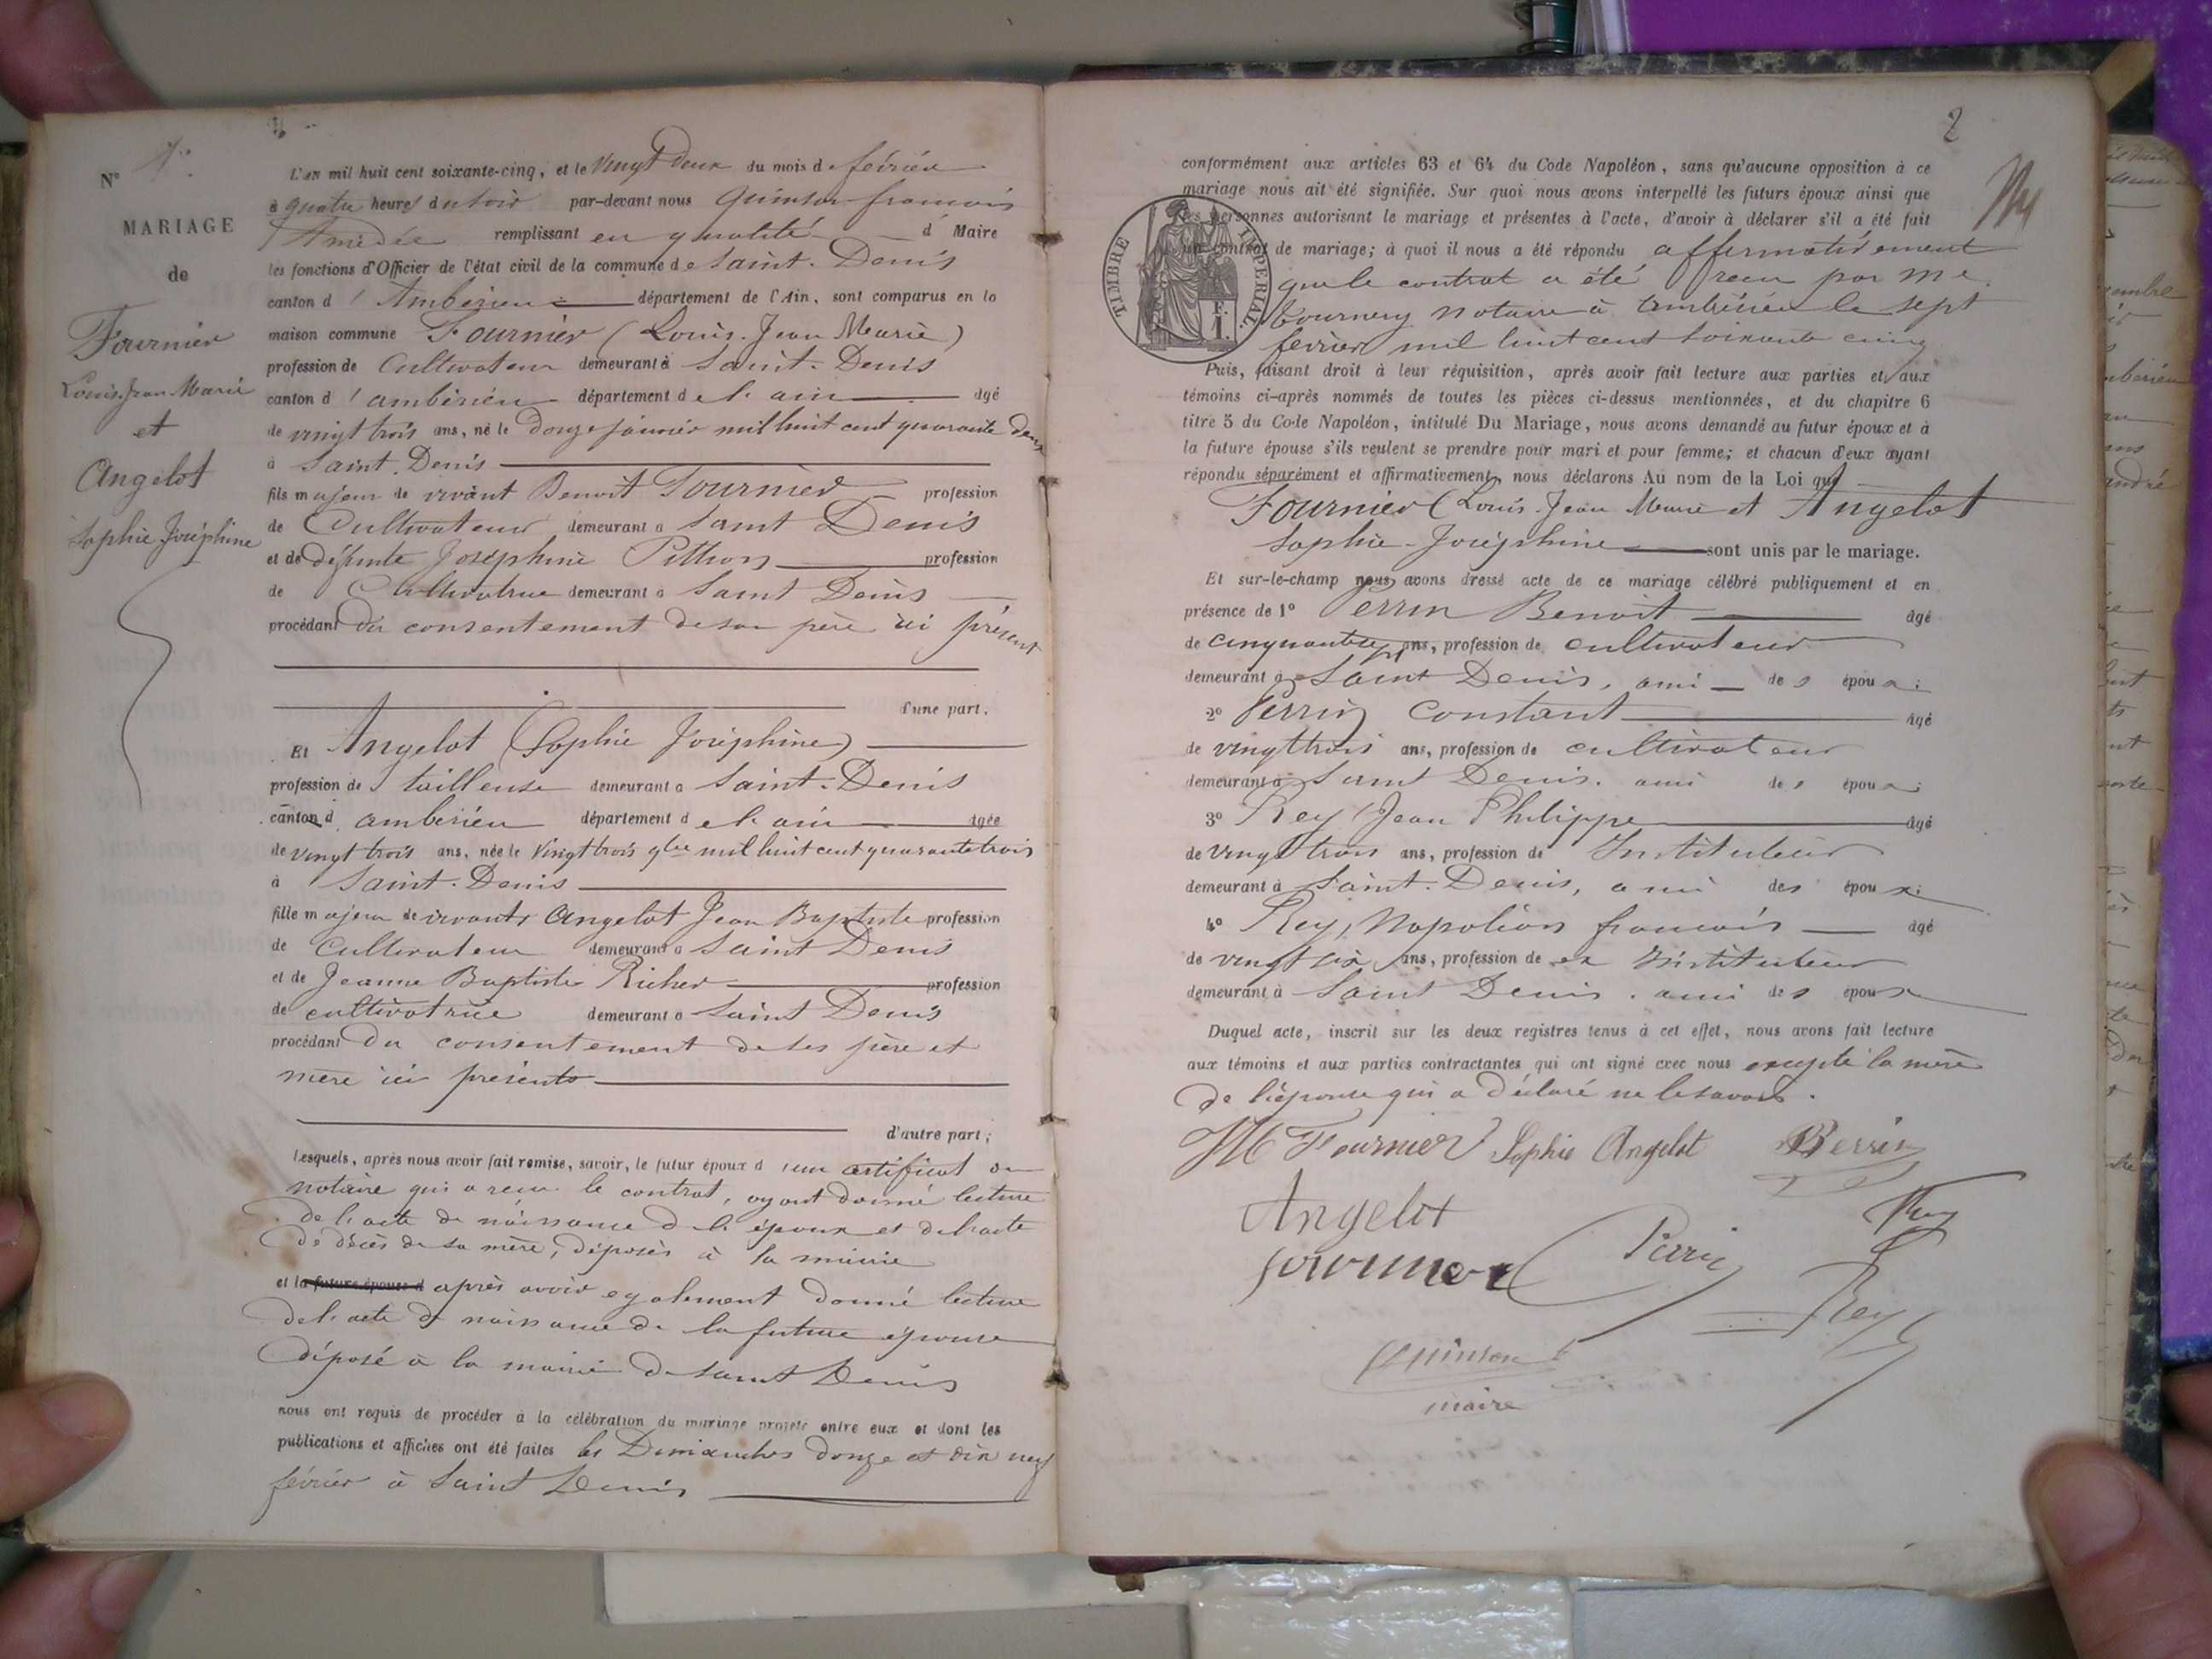 N° 1.
MARIAGE
de
Fournier
Louis Jean Marie
et
Angelot
Sophie Joséphine
L'an mil huit cent soixante-cinq, et le vingt deux du mois de février
à quatre heures du soir par-devant nous Quinson françois
Amédée remplissant en qualité d Maire
les fonctions d'Officier de l'état civil de la commune de Saint-Denis
canton d'Ambérieu département de l'Ain, sont comparus en la
maison commune Fournier (Louis-Jean Marie)
profession de Cultivateur demeurant à Saint-Denis
canton d'ambérieu département de l'ain âgé
de vingt trois ans, né le douze janvier mil huit cent quarante deux
à Saint-Denis
fils majeur de vivant Benoit Fournier profession
de Cultivateur demeurant à Saint Denis
et de défunte Joséphine Pithon profession
de Cultivatrice demeurant à Saint Denis
procédant du consentement de son père ici présent
d'une part.
Et Angelot (Sophie Joséphine)
profession de tailleuse demeurant à Saint-Denis
canton d ambérieu département de l'ain âgée
de vingt trois ans, née le vingt trois 9bre mil huit cent quarante trois
à Saint-Denis
fille majeur de vivants Angelot Jean Baptiste profession
de Cultivateur demeurant à Saint Denis
et de Jeanne Baptiste Richer profession
de cultivatrice demeurant à Saint Denis
procédant du consentement de ses père et
mère ici présents
d'autre part;
Lesquels, après nous avoir fait remise, savoir, le futur époux d'un certificat du
notaire qui a reçu le contrat, ayant donné lecture
de l'acte de naissance de l'époux et de l'acte
de décès de sa mère, déposés à la mairie
et la future épouse d après avoir également donné lecture
de l'acte de naissance de la future épouse
déposé à la mairie de Saint Denis
nous ont requis de procéder à la célébration du mariage projeté entre eux et dont les
publications et affiches ont été faites les Dimanches douze et dix neuf
février à Saint Denis
2
conformément aux articles 63 et 64 du Code Napoléon, sans qu'aucune opposition à ce
mariage nous ait été signifiée. Sur quoi nous avons interpellé les futurs époux ainsi que
les personnes autorisant le mariage et présentes à l'acte, d'avoir à déclarer s'il a été fait
un contrat de mariage; à quoi il nous a été répondu affirmativement
TIMBRE IMPERIAL.
F. 1.
que le contrat a été reçu par Me
notaire à ambérieu le sept
février mil huit cent soixante cinq
Puis, faisant droit à leur réquisition, après avoir fait lecture aux parties et aux
témoins ci-après nommés de toutes les pièces ci-dessus mentionnées, et du chapitre 6
titre 5 du Code Napoléon, intitulé Du Mariage, nous avons demandé au futur époux et à
la future épouse s'ils veulent se prendre pour mari et pour femme; et chacun d'eux ayant
répondu séparément et affirmativement, nous déclarons Au nom de la Loi que
Fournier (Louis-Jean Marie et Angelot
Sophie-Joséphine sont unis par le mariage.
Et sur-le-champ nous avons dressé acte de ce mariage célébré publiquement et en
présence de 1° Perrin Benoit âgé
de ans, profession de cultivateur
demeurant à Saint Denis, ami des époux;
2° Perrin Constant âgé
de vingt trois ans, profession de cultivateur
demeurant à Saint Denis. ami des époux;
3° Rey Jean Philippe âgé
de vingt trois ans, profession de Instituteur
demeurant à Saint-Denis, ami des époux;
4° Rey, Napoléon françois âgé
de vingt six ans, profession de ex Instituteur
demeurant à Saint Denis. ami des époux
Duquel acte, inscrit sur les deux registres tenus à cet effet, nous avons fait lecture
aux témoins et aux parties contractantes qui ont signé avec nous excepté la mère
de l'épouse qui a déclaré ne le savoir.
Fournier Sophie Angelot Perrin
Angelot Rey
fournier Perin
Rey
Quinson
maire